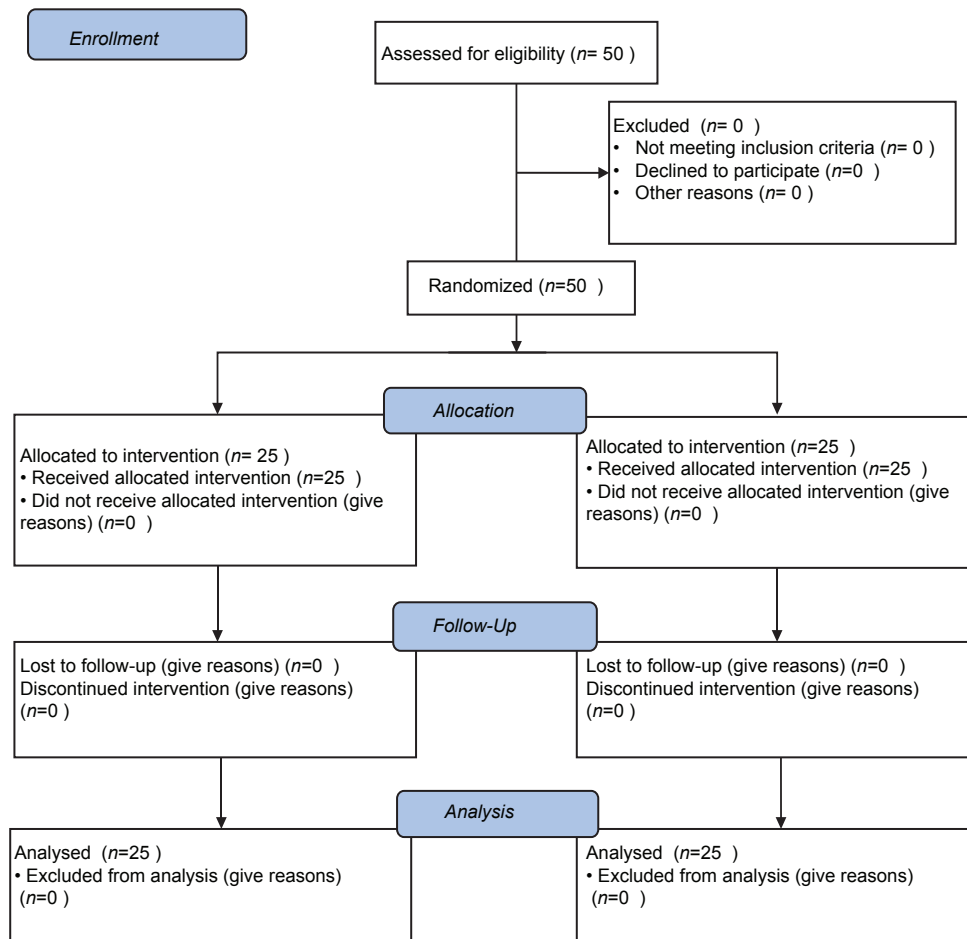 Enrollment
Assessed for eligibility (n= 50 )
Excluded (n= 0 )
• Not meeting inclusion criteria (n= 0 )
• Declined to participate (n=0 )
• Other reasons (n= 0 )
Randomized (n=50 )
Allocation
Allocated to intervention (n= 25 )
• Received allocated intervention (n=25 )
• Did not receive allocated intervention (give
reasons) (n=0 )
Allocated to intervention (n=25 )
• Received allocated intervention (n=25 )
• Did not receive allocated intervention (give
reasons) (n=0 )
Follow-Up
Lost to follow-up (give reasons) (n=0 )
Discontinued intervention (give reasons)
(n=0 )
Lost to follow-up (give reasons) (n=0 )
Discontinued intervention (give reasons)
(n=0 )
Analysis
Analysed (n=25 )
• Excluded from analysis (give reasons)
(n=0 )
Analysed (n=25 )
• Excluded from analysis (give reasons)
(n=0 )